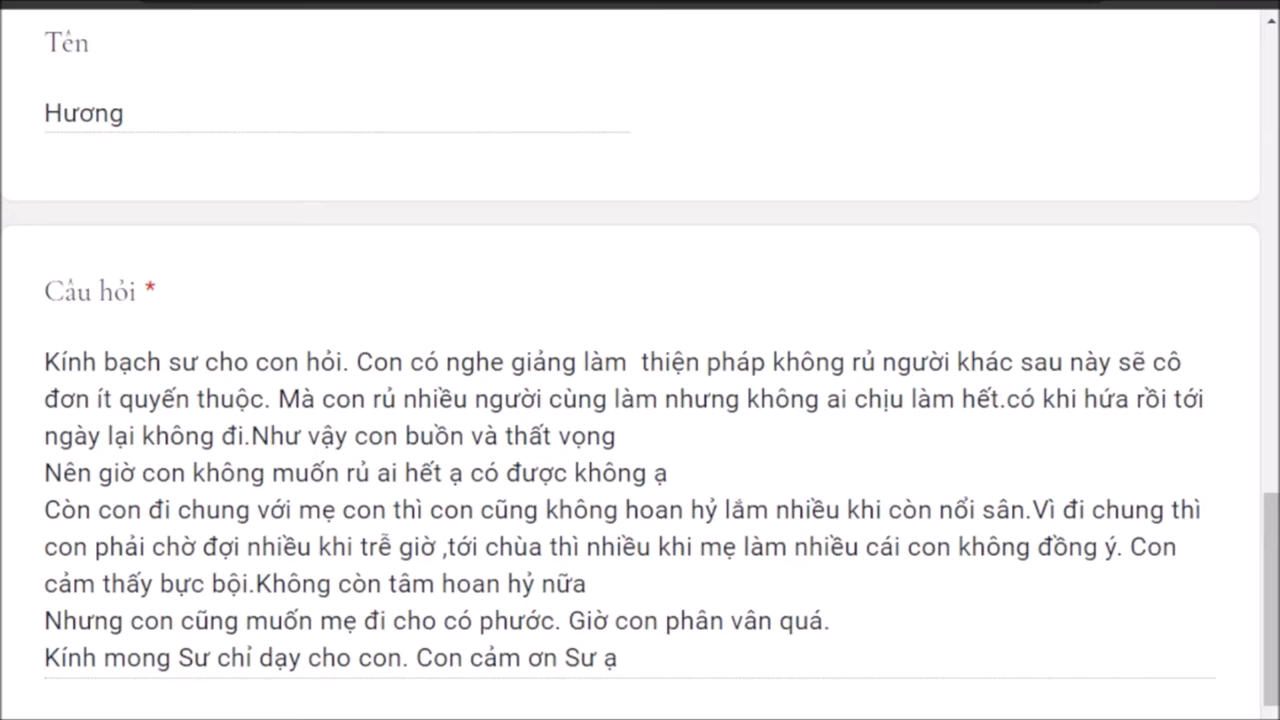 Tên
Hương
Câu hỏi *
Kính bạch sư cho con hỏi. Con có nghe giảng làm  thiện pháp không rủ người khác sau này sẽ cô
đơn ít quyến thuộc. Mà con rủ nhiều người cùng làm nhưng không ai chịu làm hết.có khi hứa rồi tới
ngày lại không đi.Như vậy con buồn và thất vọng
Nên giờ con không muốn rủ ai hết ạ có được không ạ
Còn con đi chung với mẹ con thì con cũng không hoan hỷ lắm nhiều khi còn nổi sân.Vì đi chung thì
con phải chờ đợi nhiều khi trễ giờ ,tới chùa thì nhiều khi mẹ làm nhiều cái con không đồng ý. Con
cảm thấy bực bội.Không còn tâm hoan hỷ nữa
Nhưng con cũng muốn mẹ đi cho có phước. Giờ con phân vân quá.
Kính mong Sư chỉ dạy cho con. Con cảm ơn Sư ạ